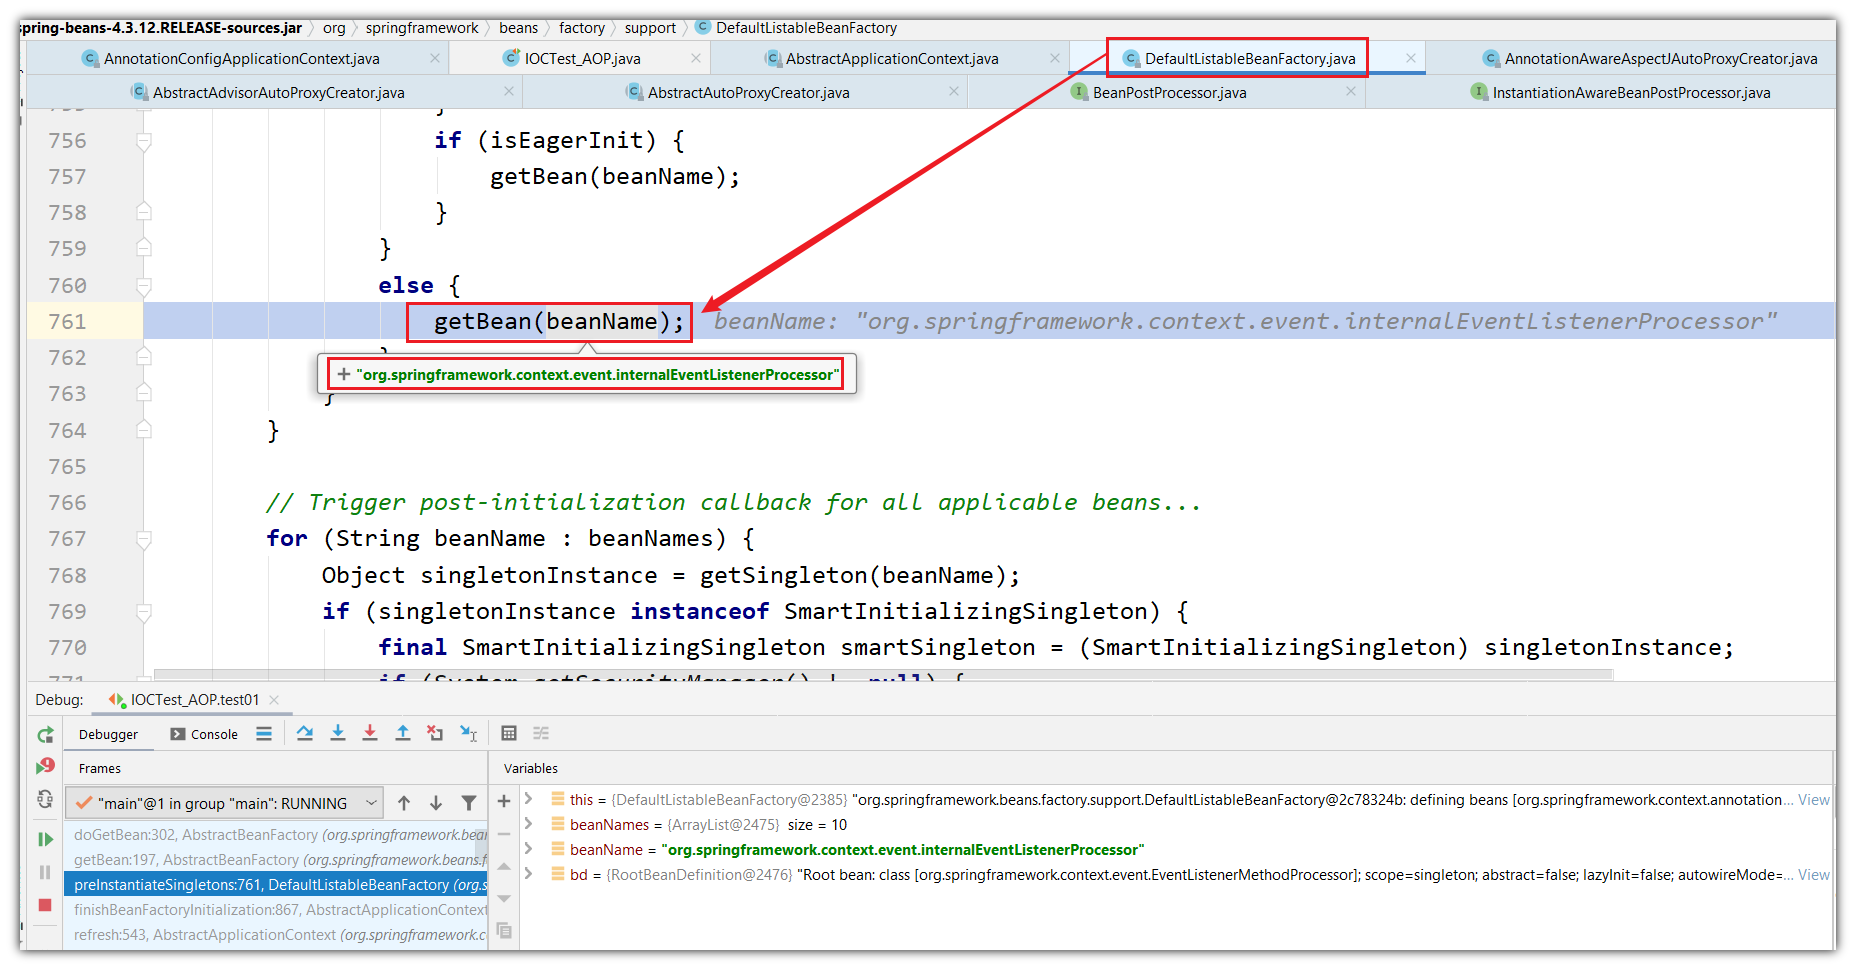 spring-beans-4.3.12.RELEASE-sources.jar org springframework beans factory support DefaultListableBeanFactory
AnnotationConfigApplicationContext.java IOCTest_AOP.java AbstractApplicationContext.java DefaultListableBeanFactory.java AnnotationAwareAspectJAutoProxyCreator.java
AbstractAdvisorAutoProxyCreator.java AbstractAutoProxyCreator.java BeanPostProcessor.java InstantiationAwareBeanPostProcessor.java
755 }
756 if (isEagerInit) {
757 getBean(beanName);
758 }
759 }
760 else {
761 getBean(beanName); beanName: "org.springframework.context.event.internalEventListenerProcessor"
762 }
+ "org.springframework.context.event.internalEventListenerProcessor"
763 }
764 }
765
766 // Trigger post-initialization callback for all applicable beans...
767 for (String beanName : beanNames) {
768 Object singletonInstance = getSingleton(beanName);
769 if (singletonInstance instanceof SmartInitializingSingleton) {
770 final SmartInitializingSingleton smartSingleton = (SmartInitializingSingleton) singletonInstance;
771 if (System.getSecurityManager() != null) {
Debug: IOCTest_AOP.test01
Debugger Console
Frames Variables
"main"@1 in group "main": RUNNING
this = {DefaultListableBeanFactory@2385} "org.springframework.beans.factory.support.DefaultListableBeanFactory@2c78324b: defining beans [org.springframework.context.annotation... View
doGetBean:302, AbstractBeanFactory (org.springframework.bear
beanNames = {ArrayList@2475} size = 10
getBean:197, AbstractBeanFactory (org.springframework.beans.f
beanName = "org.springframework.context.event.internalEventListenerProcessor"
preInstantiateSingletons:761, DefaultListableBeanFactory (org.s
bd = {RootBeanDefinition@2476} "Root bean: class [org.springframework.context.event.EventListenerMethodProcessor]; scope=singleton; abstract=false; lazyInit=false; autowireMode=... View
finishBeanFactoryInitialization:867, AbstractApplicationContext
refresh:543, AbstractApplicationContext (org.springframework.c